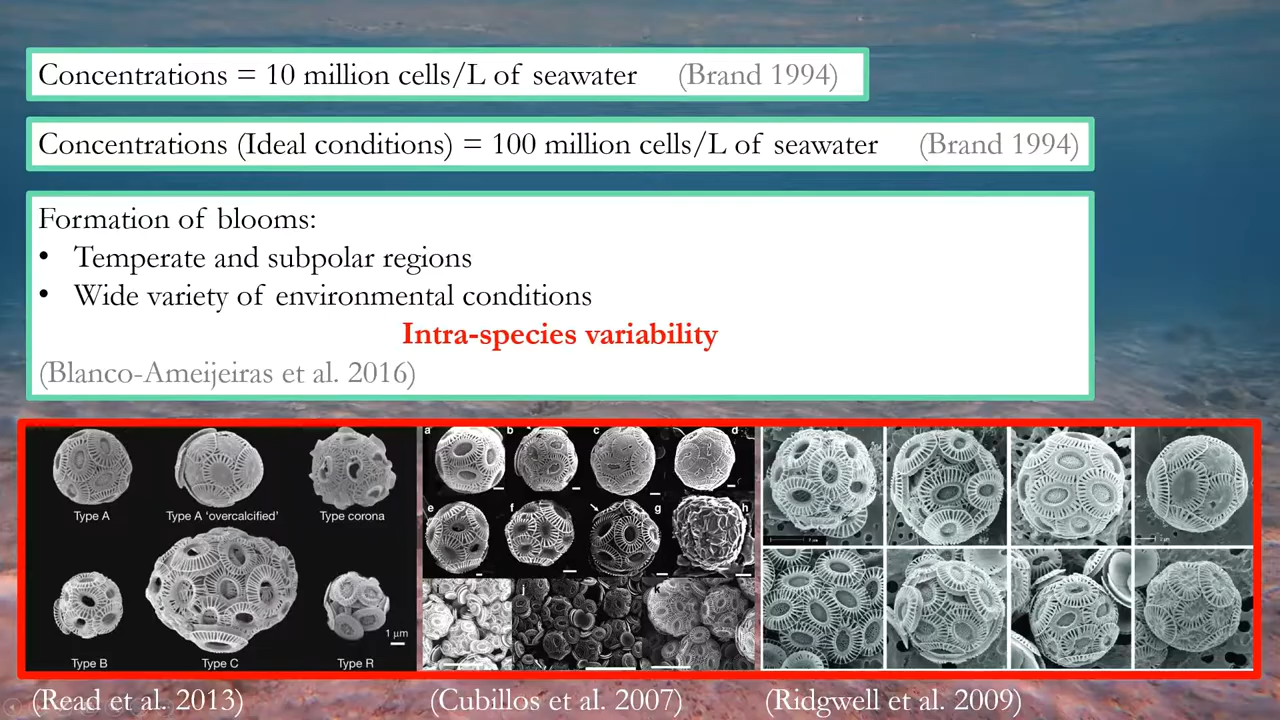 Concentrations = 10 million cells/L of seawater (Brand 1994)
Concentrations (Ideal conditions) = 100 million cells/L of seawater (Brand 1994)
Formation of blooms:
• Temperate and subpolar regions
• Wide variety of environmental conditions
Intra-species variability
(Blanco-Ameijeiras et al. 2016)
Type A
Type A 'overcalcified'
Type corona
Type B
Type C
Type R
1 µm
a b c d
e f g h
j k
(Read et al. 2013)
(Cubillos et al. 2007)
(Ridgwell et al. 2009)